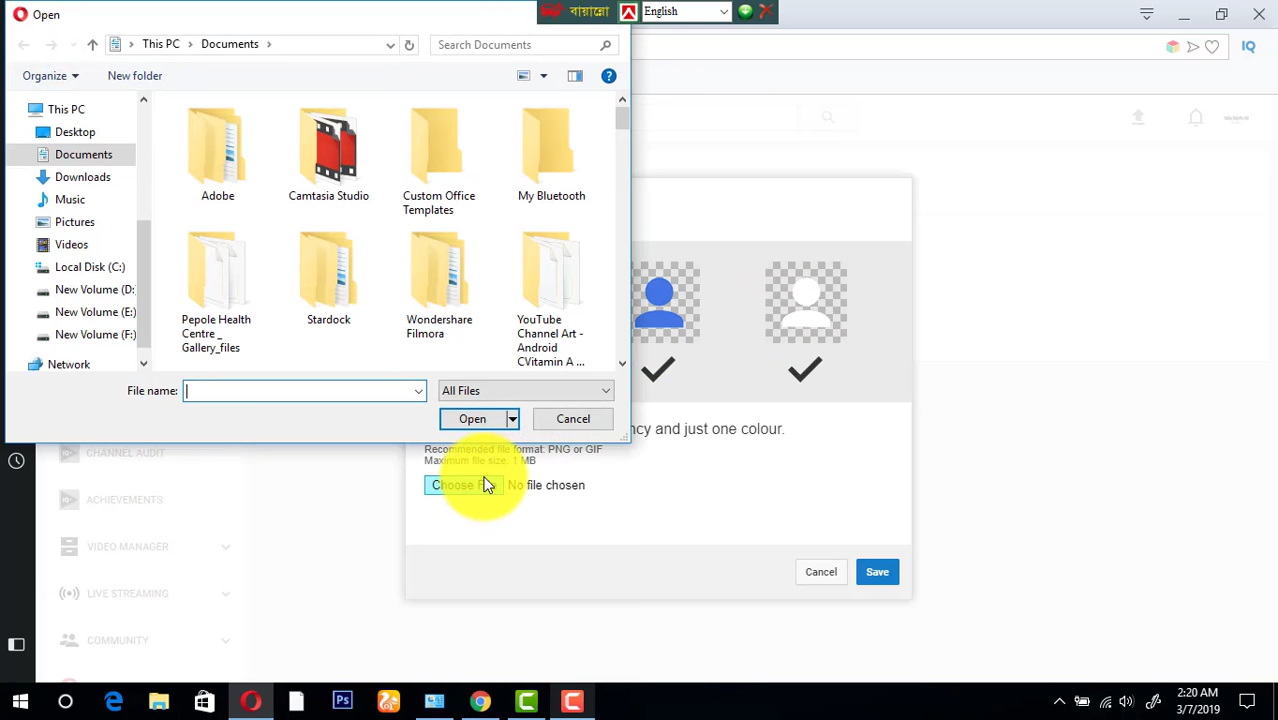 Open
বায়ান্নো
English
This PC
Documents
Search Documents
Organize
New folder
This PC
Desktop
Documents
Downloads
Music
Pictures
Videos
Local Disk (C:)
New Volume (D:
New Volume (E:)
New Volume (F:)
Network
Adobe
Camtasia Studio
Custom Office
Templates
My Bluetooth
Pepole Health
Centre _
Gallery_files
Stardock
Wondershare
Filmora
YouTube
Channel Art -
Android
CVitamin A ...
File name:
All Files
Open
Cancel
IQ
ncy and just one colour.
Recommended file format: PNG or GIF
Maximum file size: 1 MB
Choose File
No file chosen
Cancel
Save
CHANNEL AUDIT
ACHIEVEMENTS
VIDEO MANAGER
LIVE STREAMING
COMMUNITY
Ps
2:20 AM
3/7/2019